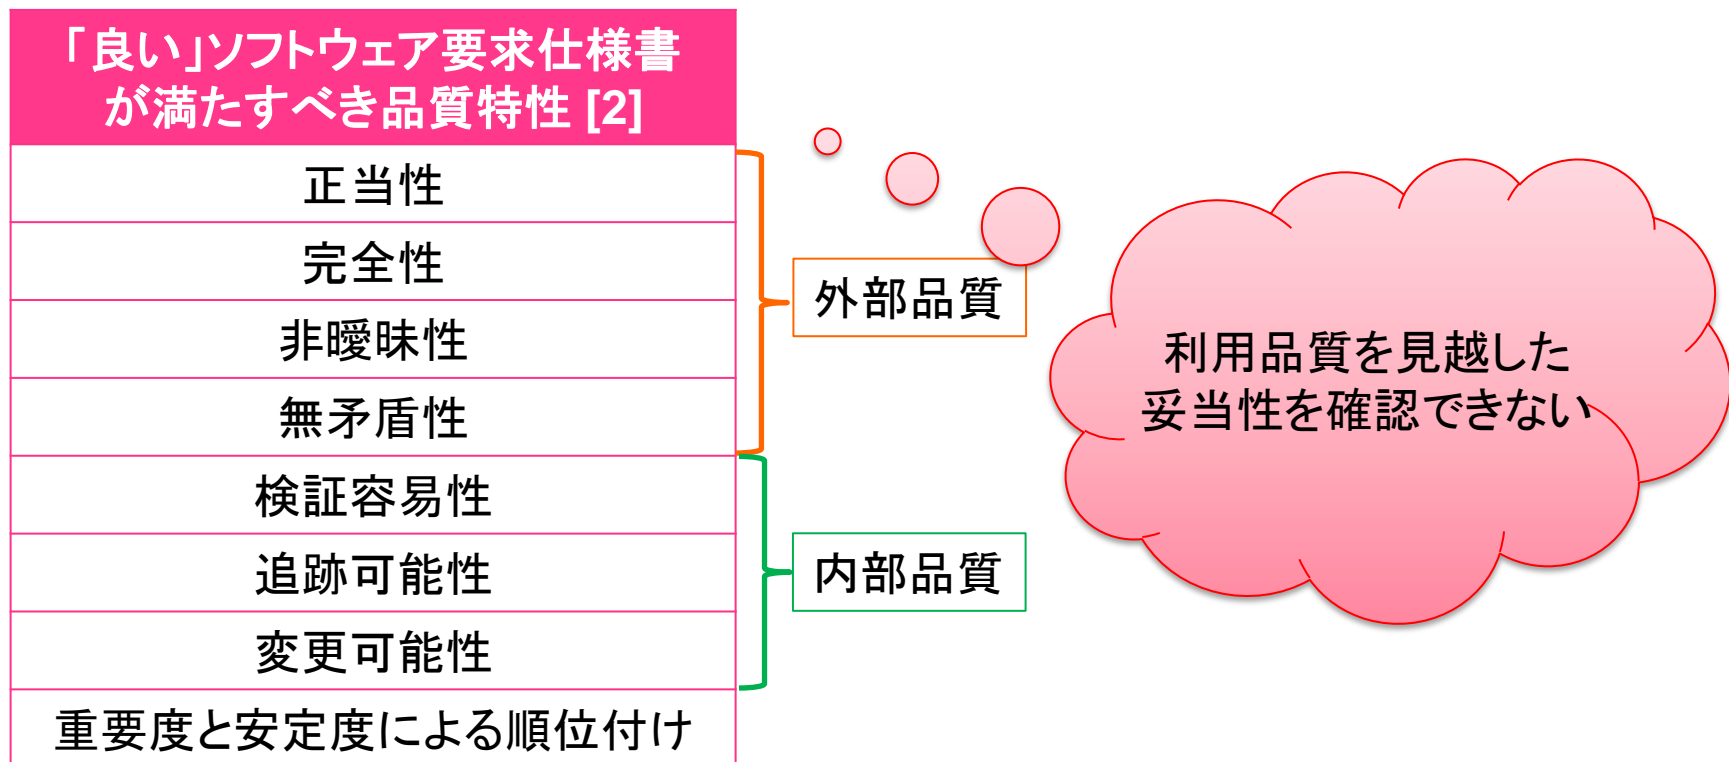 「良い」ソフトウェア要求仕様書
が満たすべき品質特性 [2]
正当性
完全性
非曖昧性
無矛盾性
検証容易性
追跡可能性
変更可能性
重要度と安定度による順位付け
外部品質
内部品質
利用品質を見越した
妥当性を確認できない